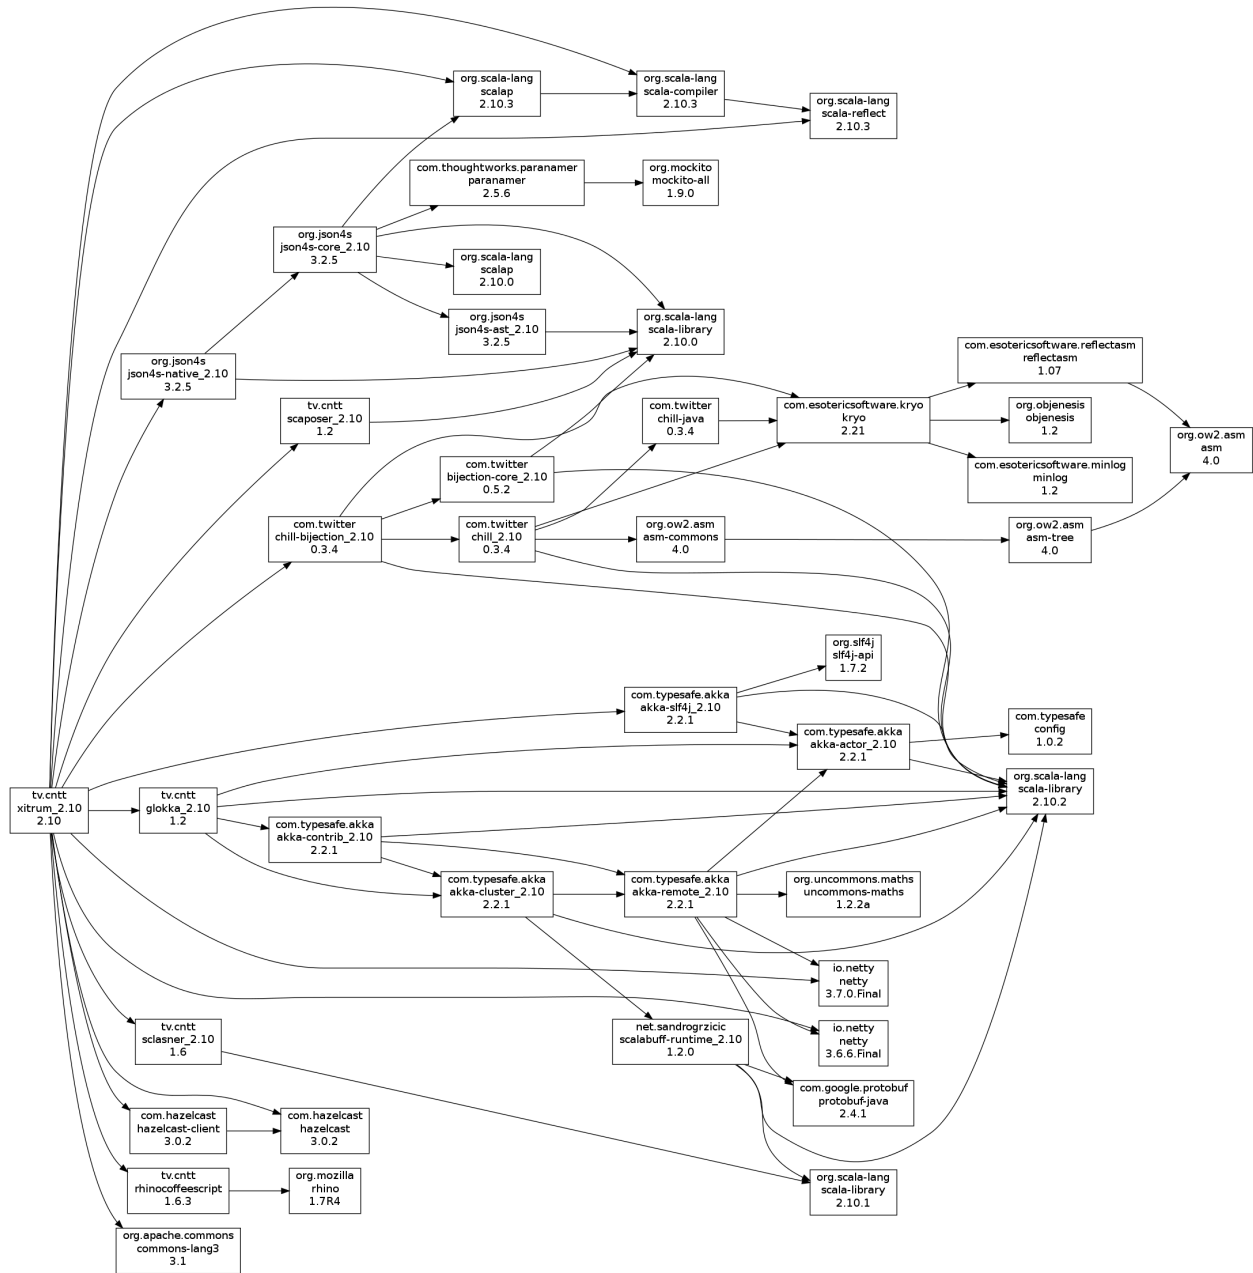 org.scala-lang
scalap
2.10.3
org.scala-lang
scala-compiler
2.10.3
org.scala-lang
scala-reflect
2.10.3
com.thoughtworks.paranamer
paranamer
2.5.6
org.mockito
mockito-all
1.9.0
org.json4s
json4s-core_2.10
3.2.5
org.scala-lang
scalap
2.10.0
org.json4s
json4s-ast_2.10
3.2.5
org.scala-lang
scala-library
2.10.0
org.json4s
json4s-native_2.10
3.2.5
com.esotericsoftware.reflectasm
reflectasm
1.07
tv.cntt
scaposer_2.10
1.2
com.twitter
chill-java
0.3.4
com.esotericsoftware.kryo
kryo
2.21
org.objenesis
objenesis
1.2
org.ow2.asm
asm
4.0
com.twitter
bijection-core_2.10
0.5.2
com.esotericsoftware.minlog
minlog
1.2
com.twitter
chill-bijection_2.10
0.3.4
com.twitter
chill_2.10
0.3.4
org.ow2.asm
asm-commons
4.0
org.ow2.asm
asm-tree
4.0
org.slf4j
slf4j-api
1.7.2
com.typesafe.akka
akka-slf4j_2.10
2.2.1
com.typesafe.akka
akka-actor_2.10
2.2.1
com.typesafe
config
1.0.2
tv.cntt
xitrum_2.10
2.10
tv.cntt
glokka_2.10
1.2
org.scala-lang
scala-library
2.10.2
com.typesafe.akka
akka-contrib_2.10
2.2.1
com.typesafe.akka
akka-cluster_2.10
2.2.1
com.typesafe.akka
akka-remote_2.10
2.2.1
org.uncommons.maths
uncommons-maths
1.2.2a
io.netty
netty
3.7.0.Final
tv.cntt
sclasner_2.10
1.6
net.sandrogrzicic
scalabuff-runtime_2.10
1.2.0
io.netty
netty
3.6.6.Final
com.google.protobuf
protobuf-java
2.4.1
com.hazelcast
hazelcast-client
3.0.2
com.hazelcast
hazelcast
3.0.2
tv.cntt
rhinocoffeescript
1.6.3
org.mozilla
rhino
1.7R4
org.scala-lang
scala-library
2.10.1
org.apache.commons
commons-lang3
3.1